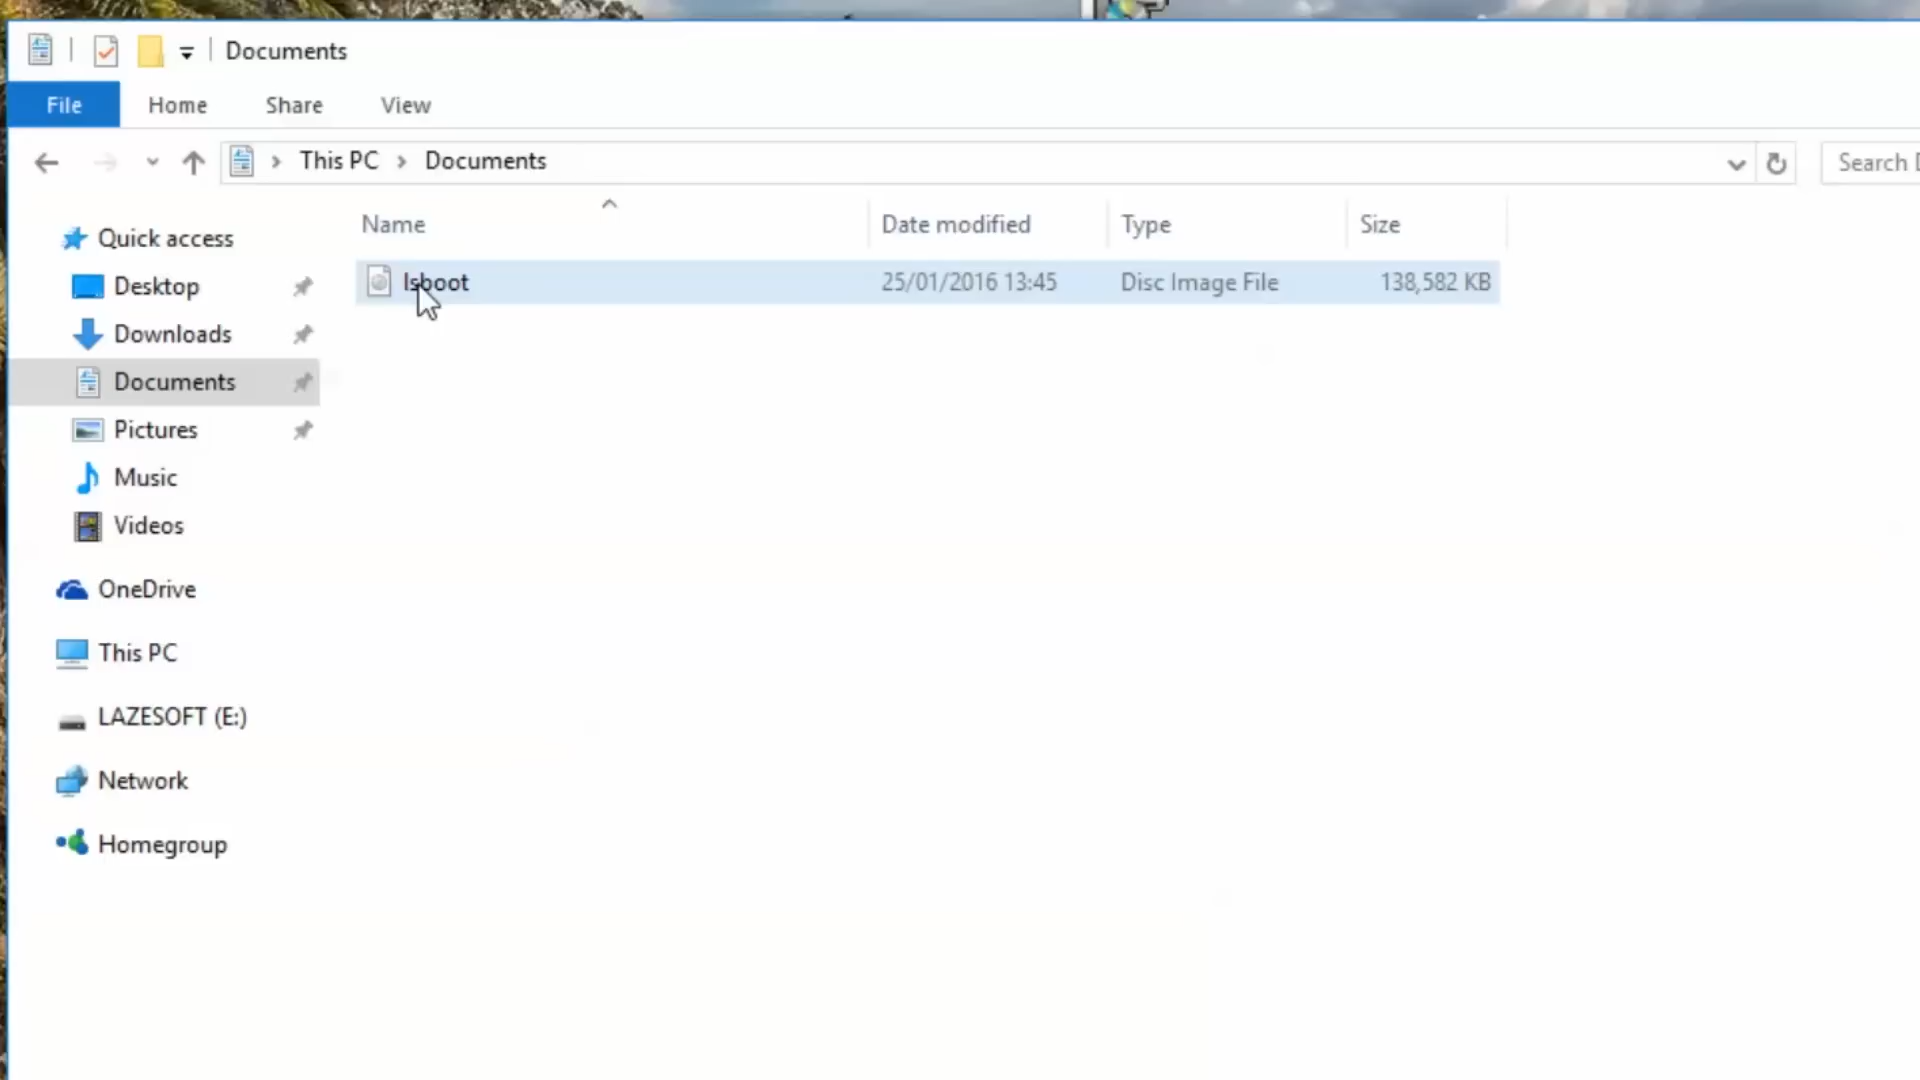 Documents
File Home Share View
This PC Documents Search
Name Date modified Type Size
lsboot 25/01/2016 13:45 Disc Image File 138,582 KB
Quick access
Desktop
Downloads
Documents
Pictures
Music
Videos
OneDrive
This PC
LAZESOFT (E:)
Network
Homegroup